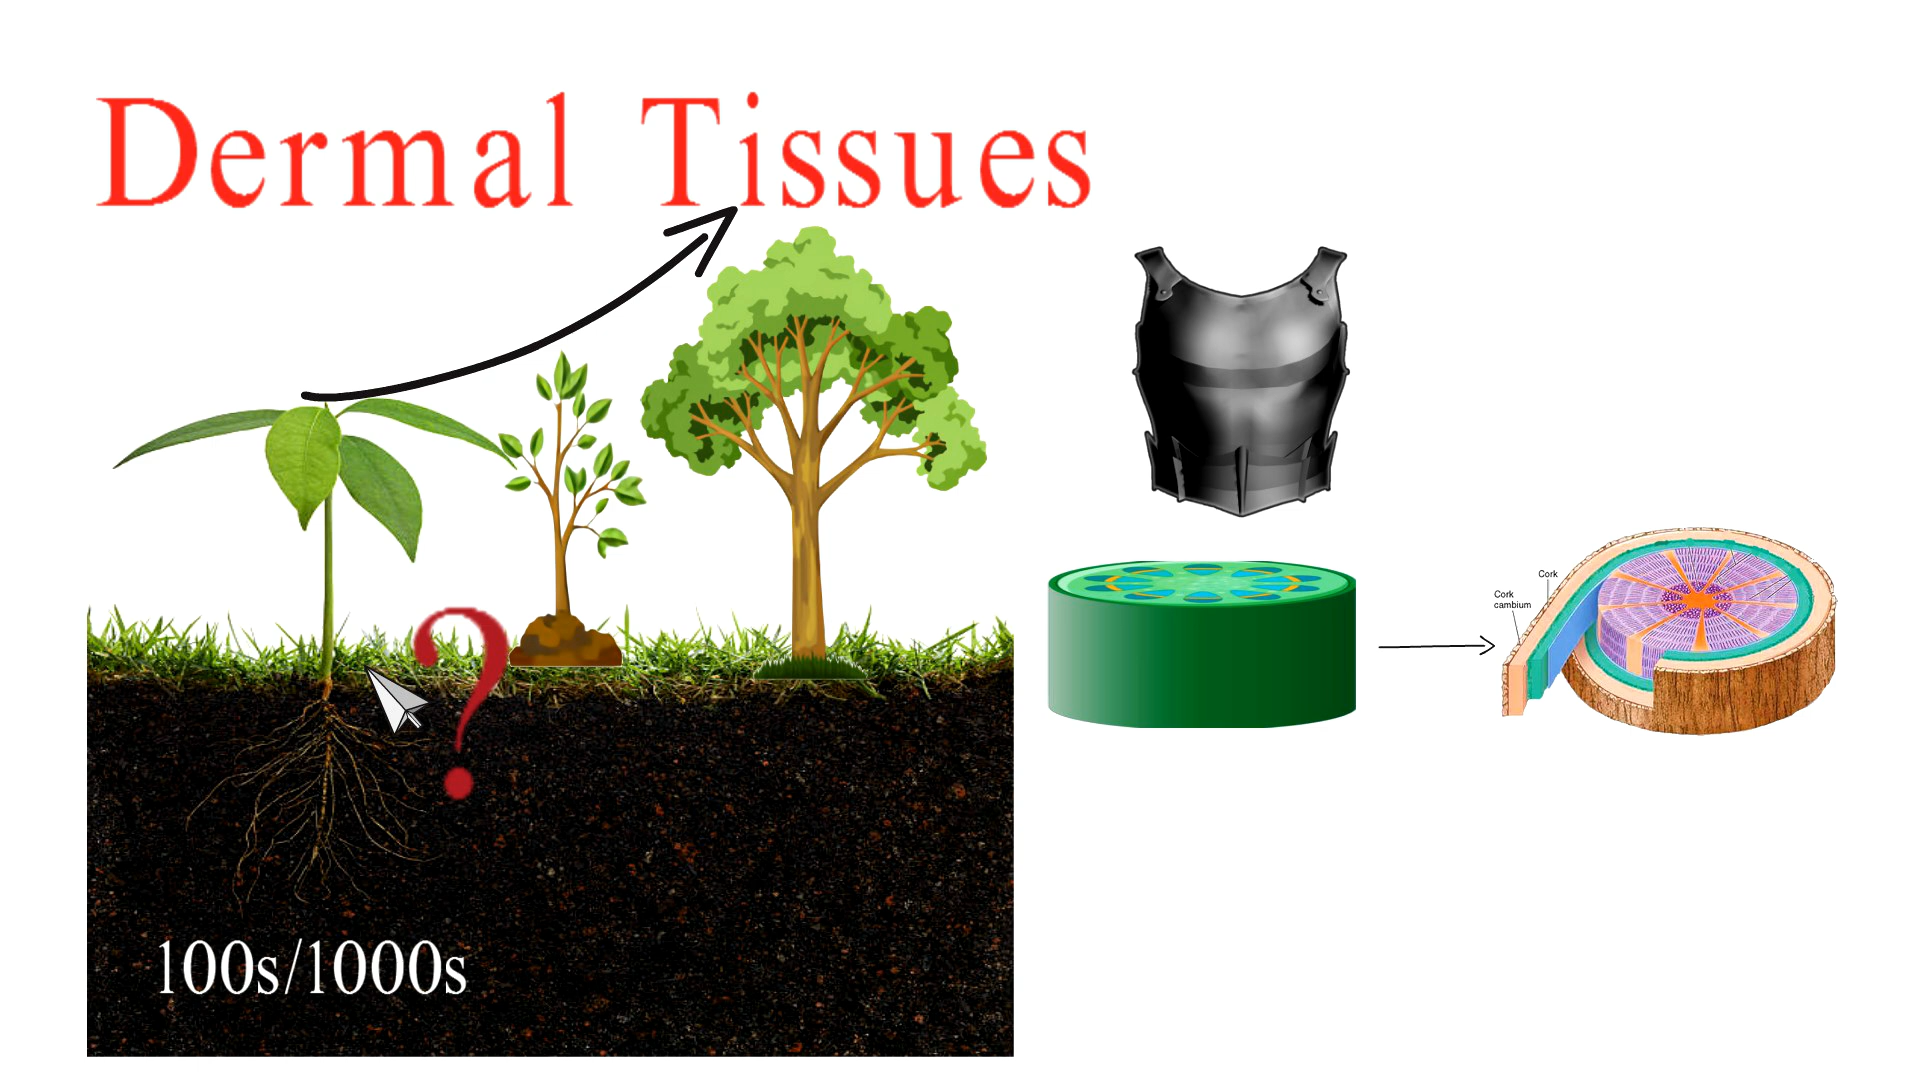 Dermal Tissues
Cork
Cork
cambium
100s/1000s
?